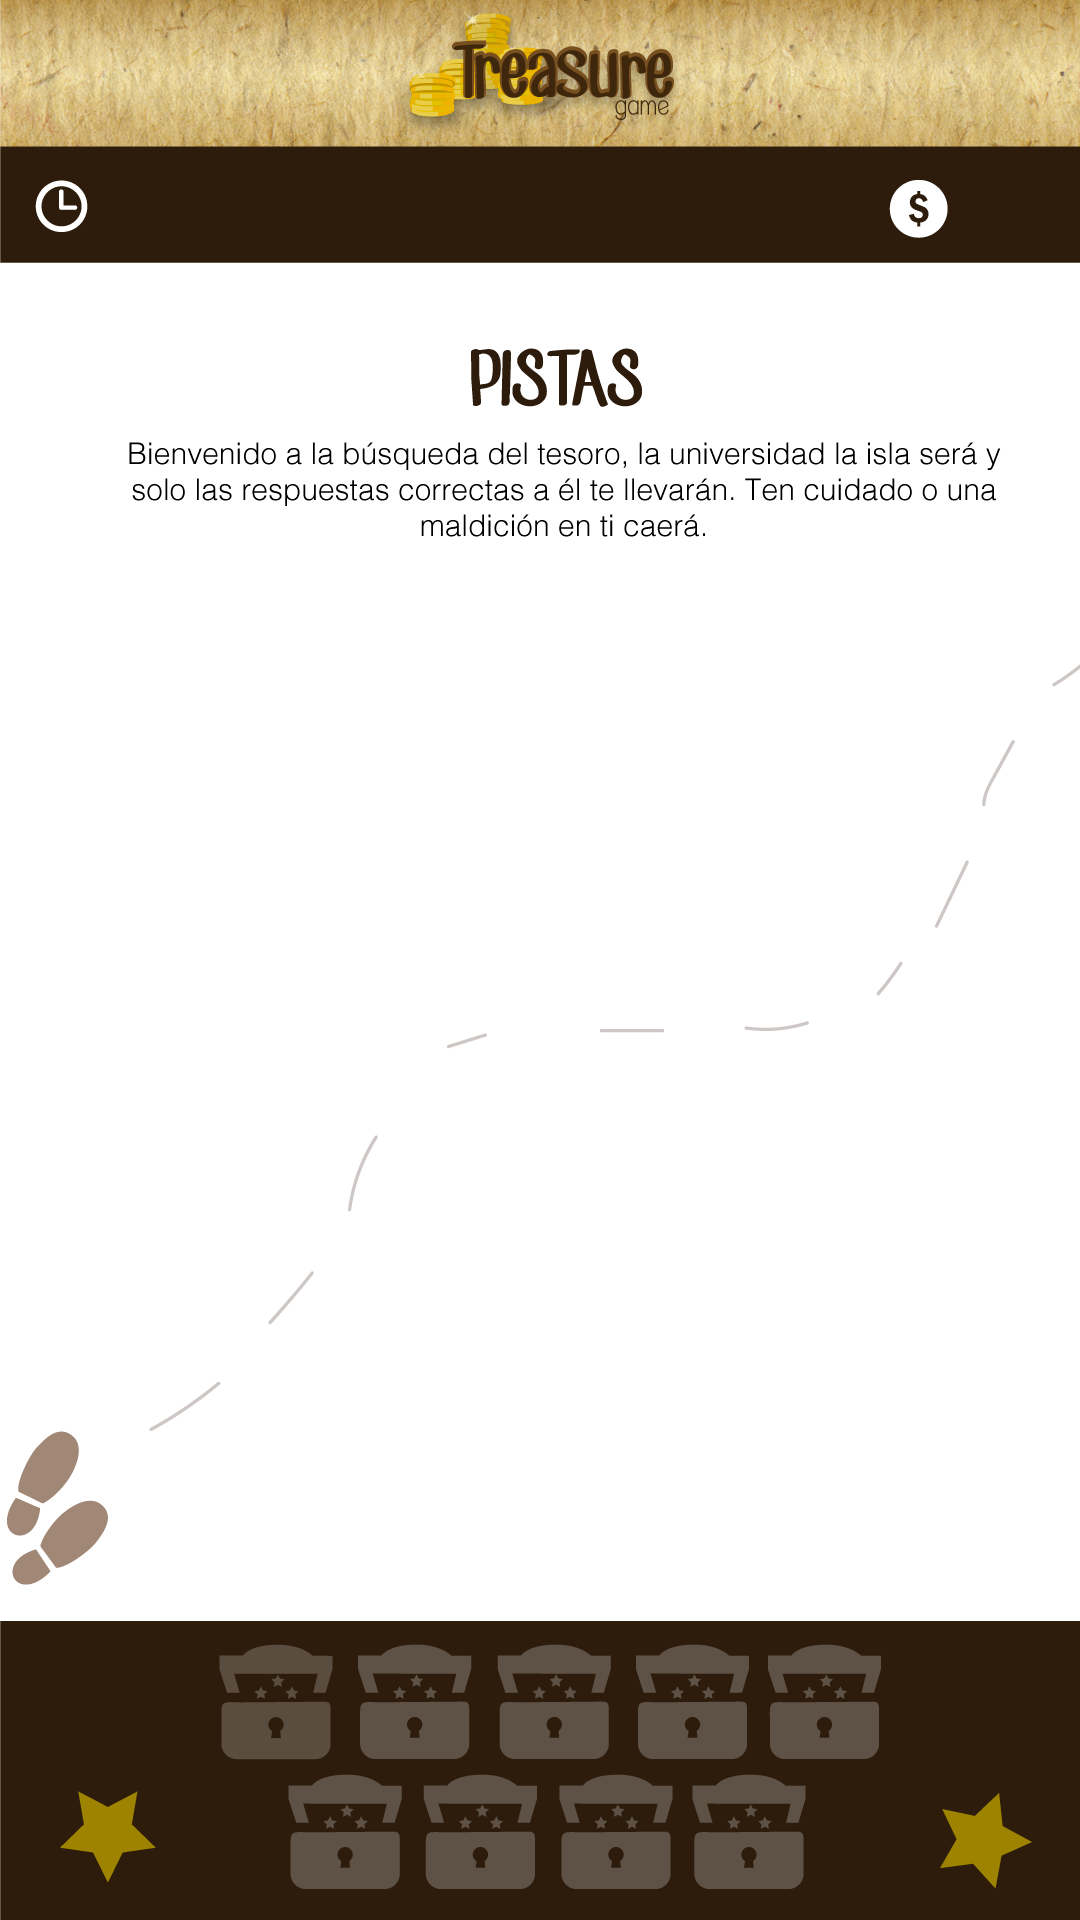 Treasure
game
$
PISTAS
Bienvenido a la búsqueda del tesoro, la universidad la isla será y
solo las respuestas correctas a él te llevarán. Ten cuidado o una
maldición en ti caerá.